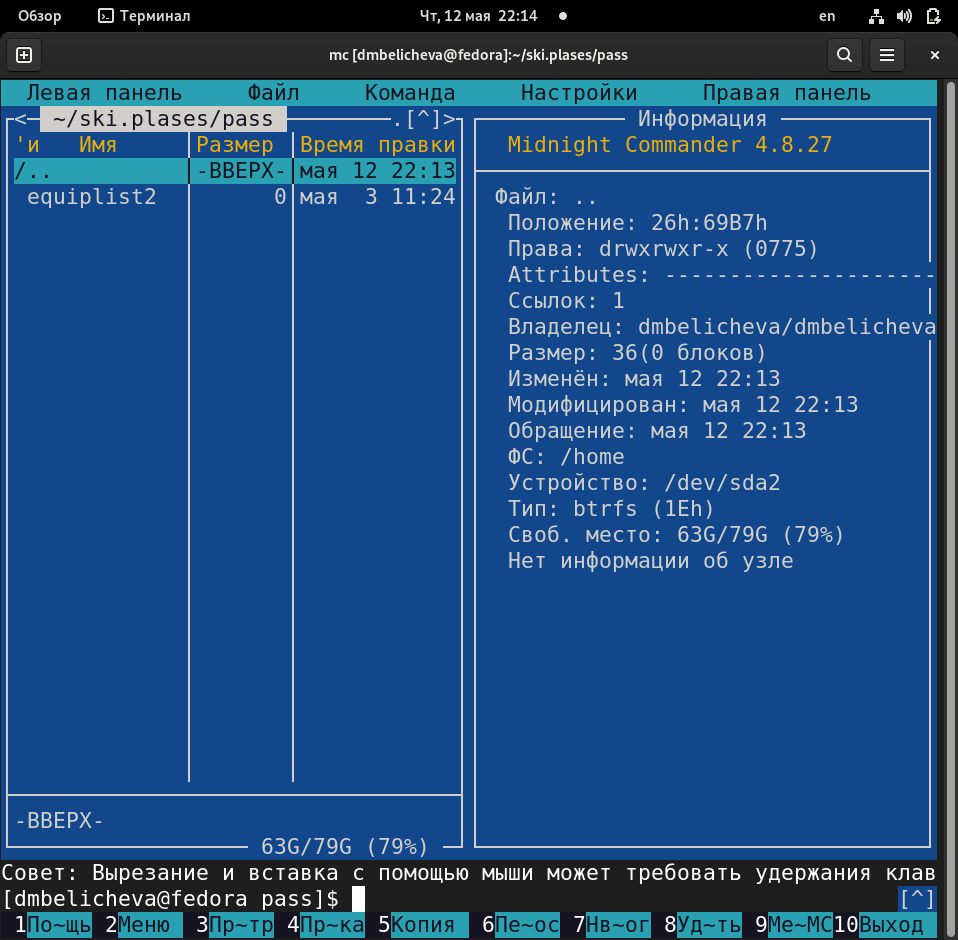 Обзор Терминал Чт, 12 мая 22:14 en
mc [dmbelicheva@fedora]:~/ski.plases/pass
Левая панель Файл Команда Настройки Правая панель
<─ ~/ski.plases/pass ─.[^]>
'и Имя Размер Время правки
/.. -ВВЕРХ- мая 12 22:13
equiplist2 0 мая 3 11:24
-ВВЕРХ-
63G/79G (79%)
Информация
Midnight Commander 4.8.27
Файл: ..
Положение: 26h:69B7h
Права: drwxrwxr-x (0775)
Attributes: ---------------------
Ссылок: 1
Владелец: dmbelicheva/dmbelicheva
Размер: 36(0 блоков)
Изменён: мая 12 22:13
Модифицирован: мая 12 22:13
Обращение: мая 12 22:13
ФС: /home
Устройство: /dev/sda2
Тип: btrfs (1Eh)
Своб. место: 63G/79G (79%)
Нет информации об узле
Совет: Вырезание и вставка с помощью мыши может требовать удержания клав
[dmbelicheva@fedora pass]$ [^]
1По~щь 2Меню 3Пр~тр 4Пр~ка 5Копия 6Пе~ос 7Нв~ог 8Уд~ть 9Ме~МС 10Выход